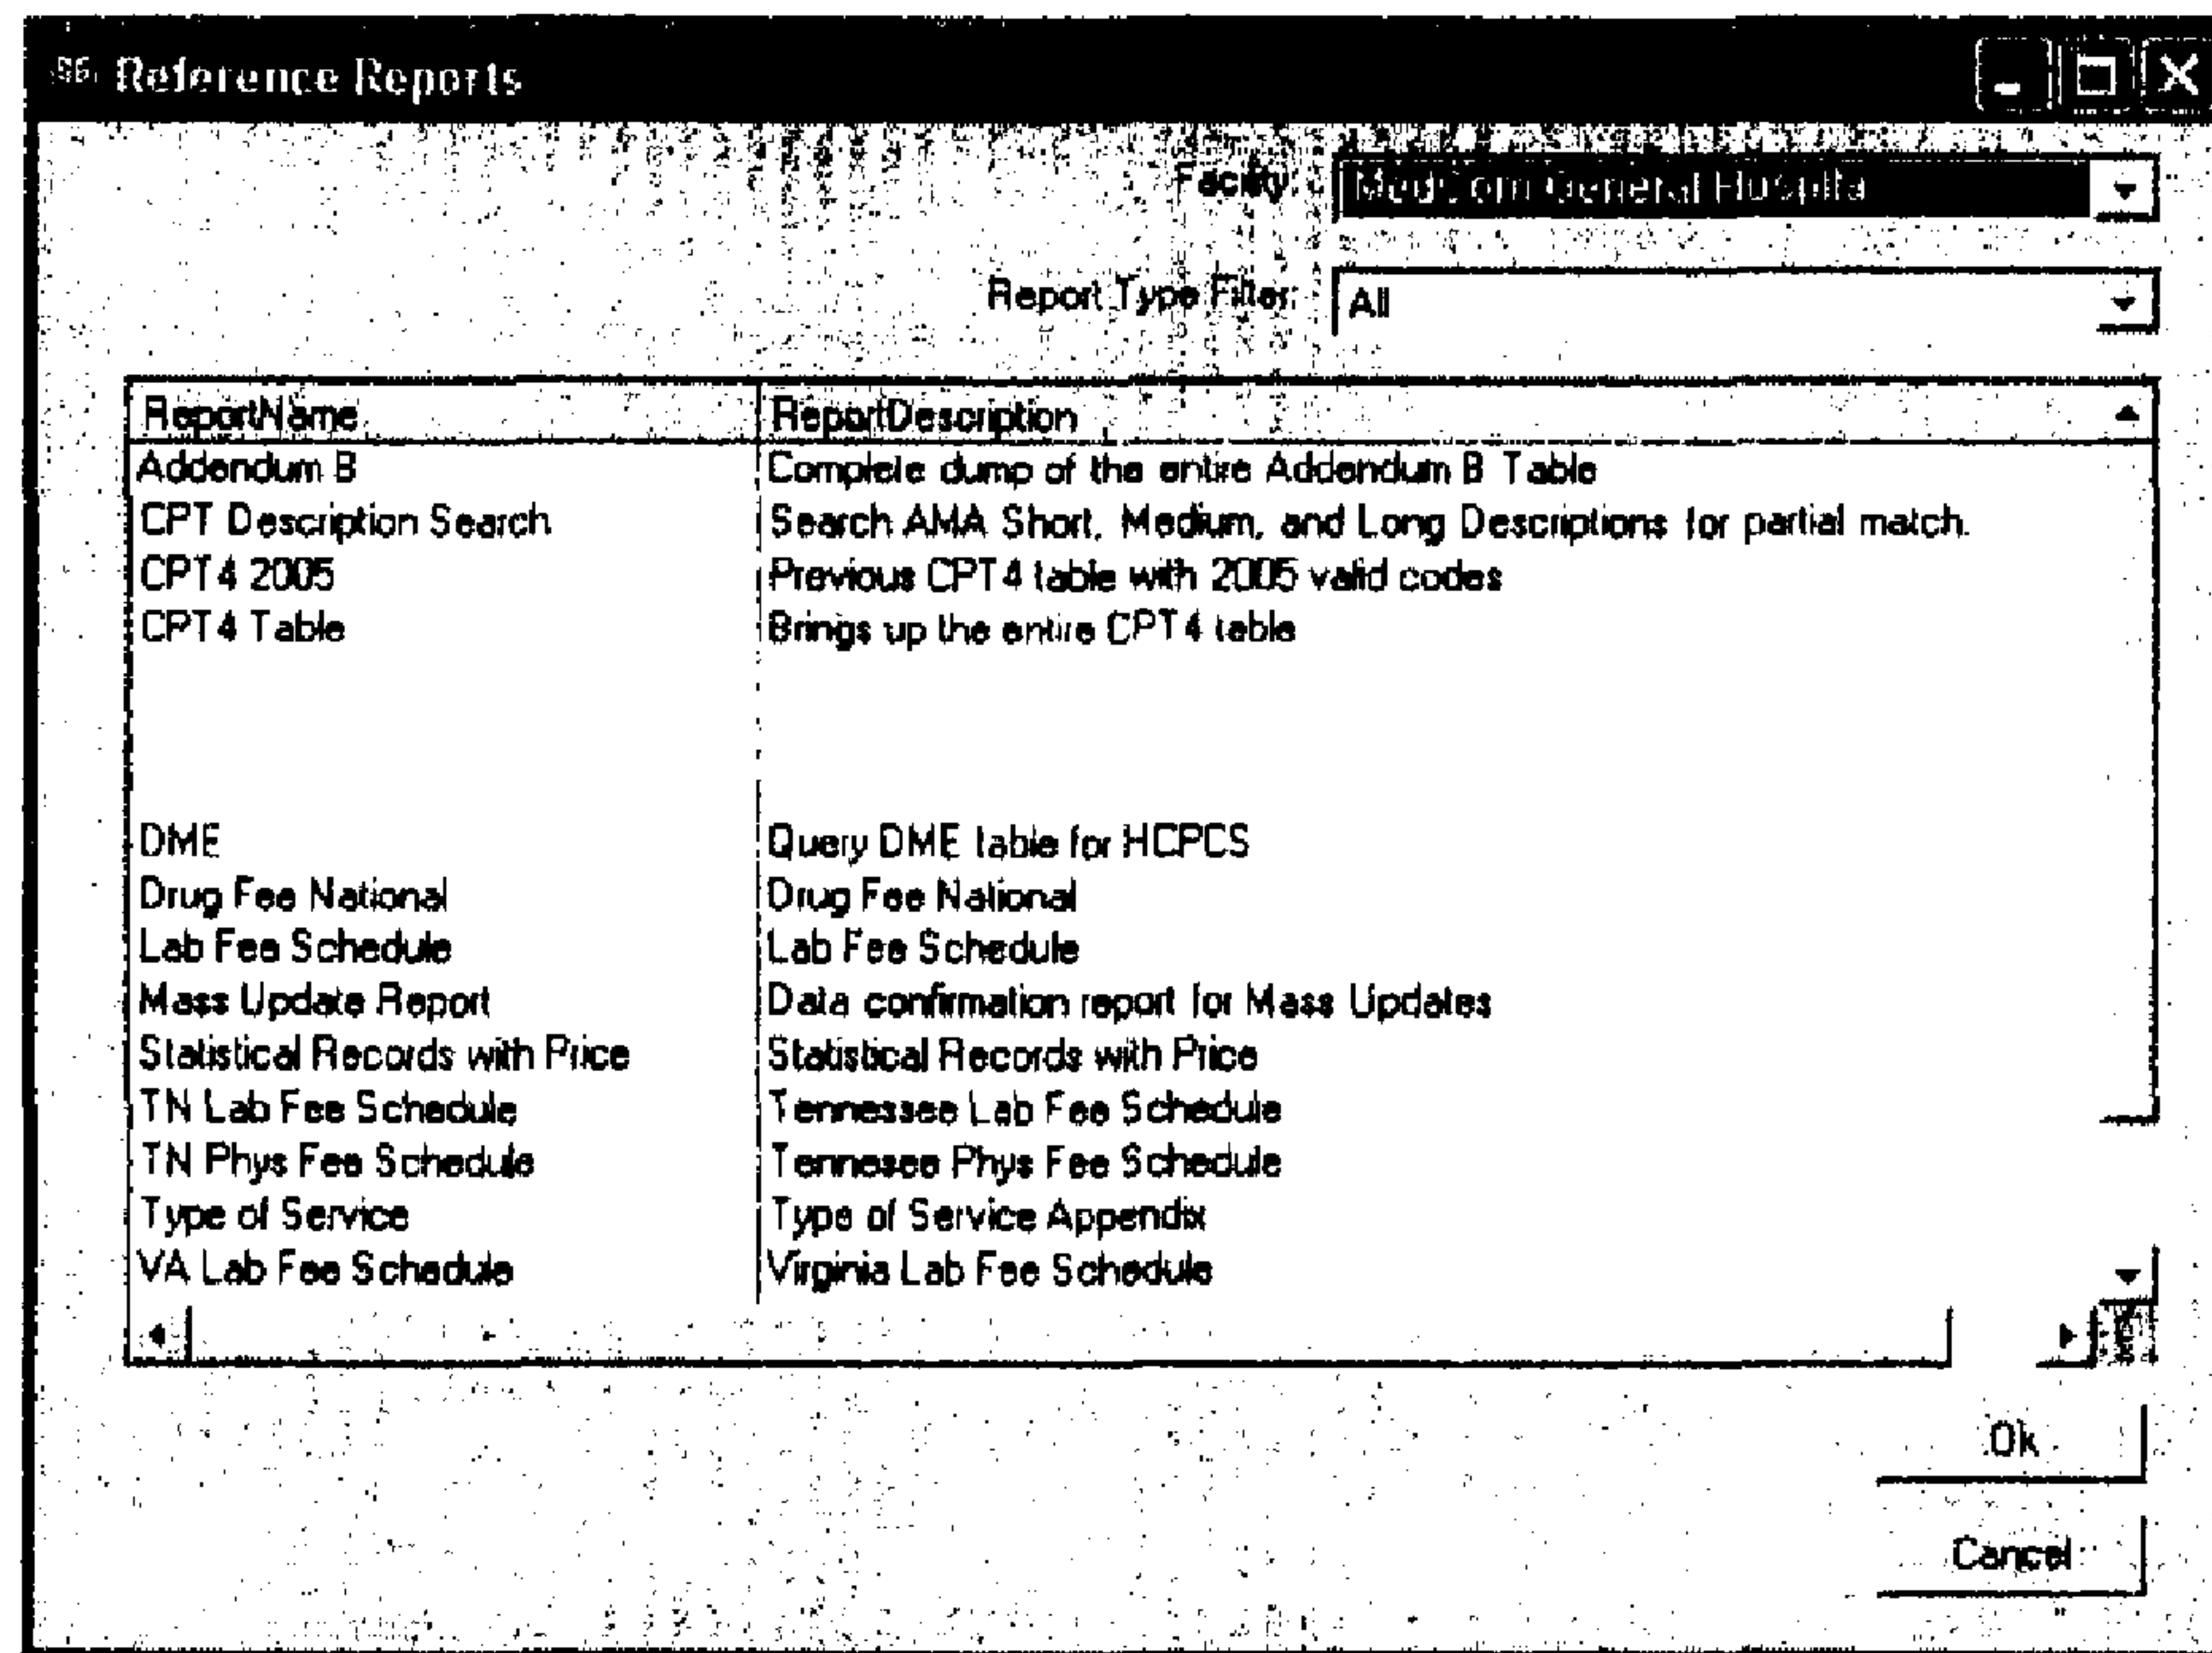 Reference Reports
Facility: General Hospital
Report Type Filter: All
ReportName ReportDescription
Addendum B Complete dump of the entire Addendum B Table
CPT Description Search Search AMA Short, Medium, and Long Descriptions for partial match.
CPT4 2005 Previous CPT4 table with 2005 valid codes
CPT4 Table Brings up the entire CPT4 table
DME Query DME table for HCPCS
Drug Fee National Drug Fee National
Lab Fee Schedule Lab Fee Schedule
Mass Update Report Data confirmation report for Mass Updates
Statistical Records with Price Statistical Records with Price
TN Lab Fee Schedule Tennessee Lab Fee Schedule
TN Phys Fee Schedule Tennesee Phys Fee Schedule
Type of Service Type of Service Appendix
VA Lab Fee Schedule Virginia Lab Fee Schedule
Ok
Cancel